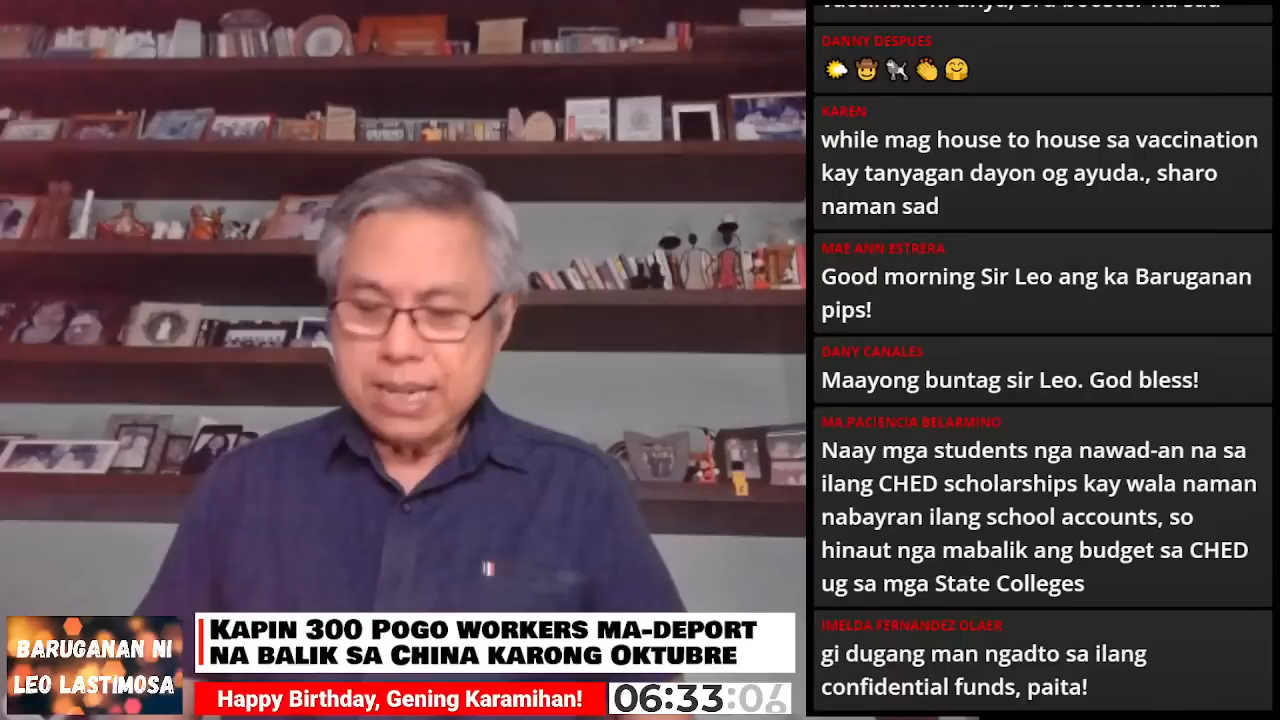 DANNY DESPUES
🌤️🤠🐩👏🤗
KAREN
while mag house to house sa vaccination
kay tanyagan dayon og ayuda., sharo
naman sad
MAE ANN ESTRERA
Good morning Sir Leo ang ka Baruganan
pips!
DANY CANALES
Maayong buntag sir Leo. God bless!
MA.PACIENCIA BELARMINO
Naay mga students nga nawad-an na sa
ilang CHED scholarships kay wala naman
nabayran ilang school accounts, so
hinaut nga mabalik ang budget sa CHED
ug sa mga State Colleges
IMELDA FERNANDEZ OLAER
gi dugang man ngadto sa ilang
confidential funds, paita!
BARUGANAN NI
LEO LASTIMOSA
KAPIN 300 POGO WORKERS MA-DEPORT
NA BALIK SA CHINA KARONG OKTUBRE
Happy Birthday, Gening Karamihan!
06:33:06